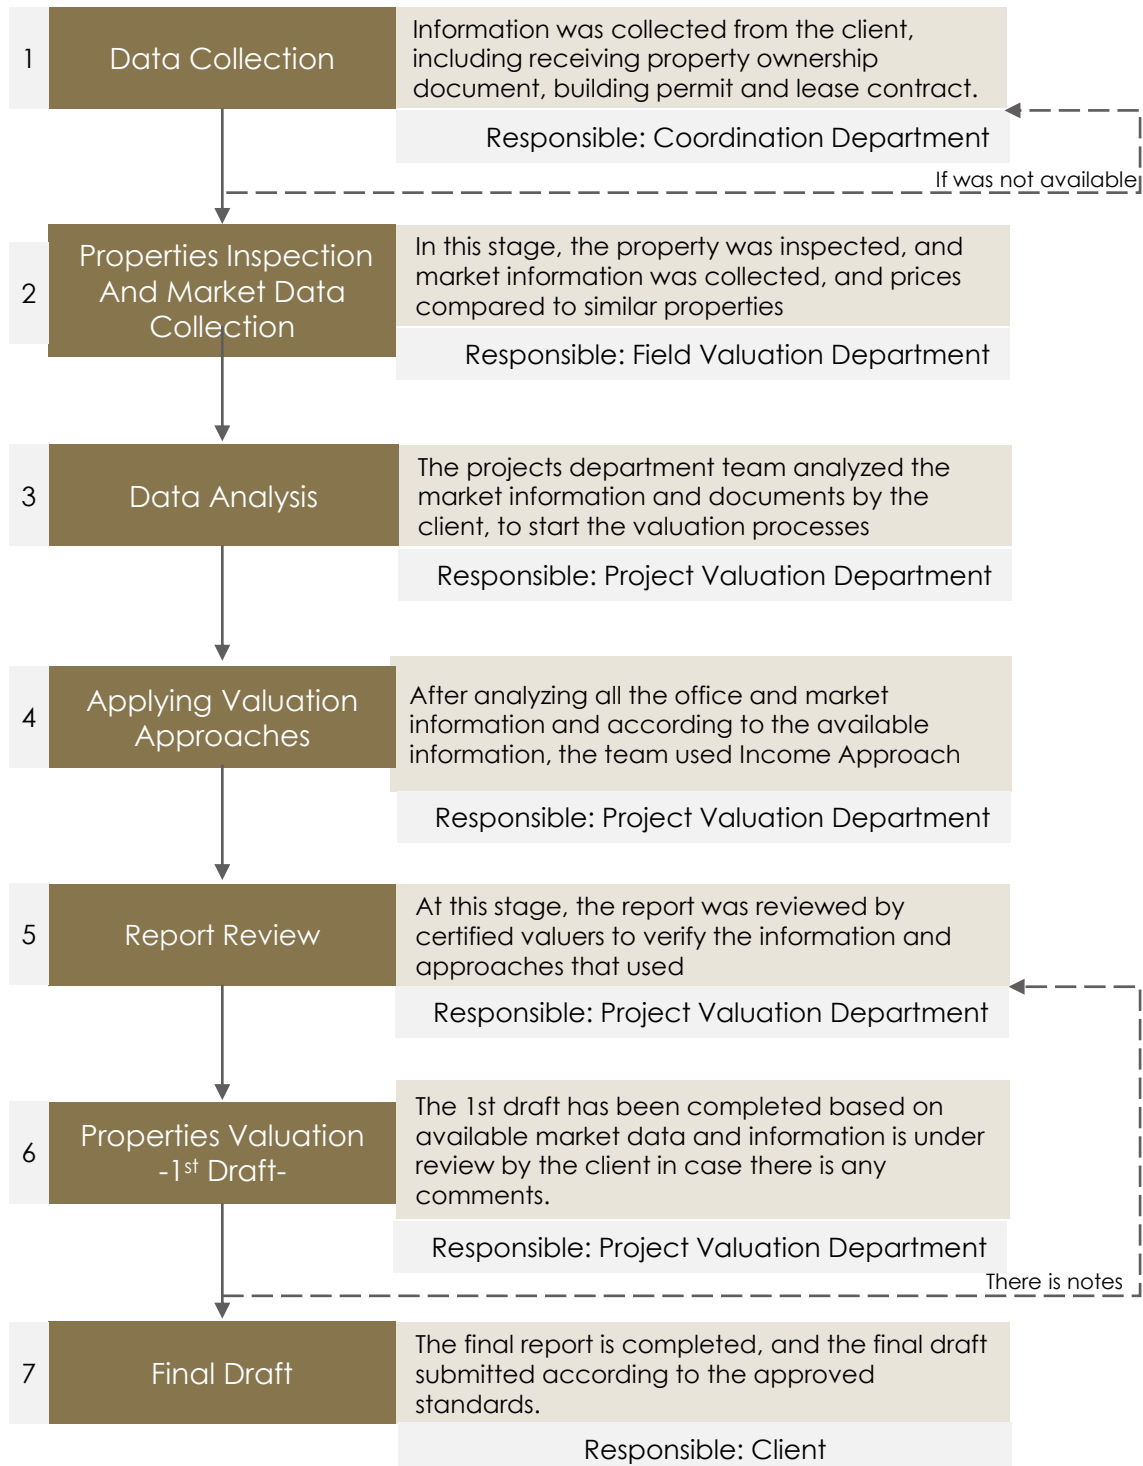 1
Data Collection
Information was collected from the client,
including receiving property ownership
document, building permit and lease contract.
Responsible: Coordination Department
If was not available
2
Properties Inspection
And Market Data
Collection
In this stage, the property was inspected, and
market information was collected, and prices
compared to similar properties
Responsible: Field Valuation Department
3
Data Analysis
The projects department team analyzed the
market information and documents by the
client, to start the valuation processes
Responsible: Project Valuation Department
4
Applying Valuation
Approaches
After analyzing all the office and market
information and according to the available
information, the team used Income Approach
Responsible: Project Valuation Department
5
Report Review
At this stage, the report was reviewed by
certified valuers to verify the information and
approaches that used
Responsible: Project Valuation Department
6
Properties Valuation
-1st Draft-
The 1st draft has been completed based on
available market data and information is under
review by the client in case there is any
comments.
Responsible: Project Valuation Department
There is notes
7
Final Draft
The final report is completed, and the final draft
submitted according to the approved
standards.
Responsible: Client